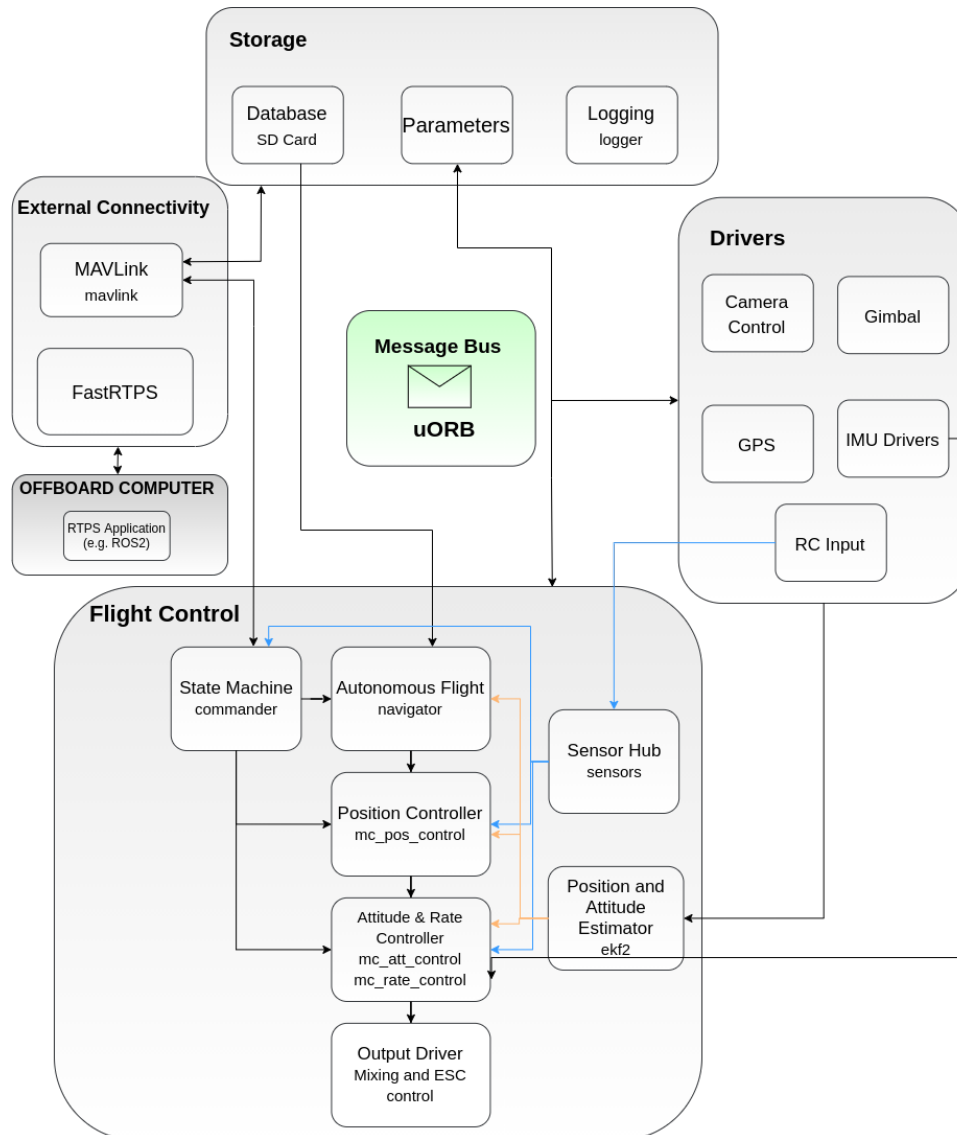 Storage
Database
SD Card
Parameters
Logging
logger
External Connectivity
MAVLink
mavlink
FastRTPS
OFFBOARD COMPUTER
RTPS Application
(e.g. ROS2)
Message Bus
uORB
Drivers
Camera
Control
Gimbal
GPS
IMU Drivers
RC Input
Flight Control
State Machine
commander
Autonomous Flight
navigator
Sensor Hub
sensors
Position Controller
mc_pos_control
Position and
Attitude
Estimator
ekf2
Attitude & Rate
Controller
mc_att_control
mc_rate_control
Output Driver
Mixing and ESC
control